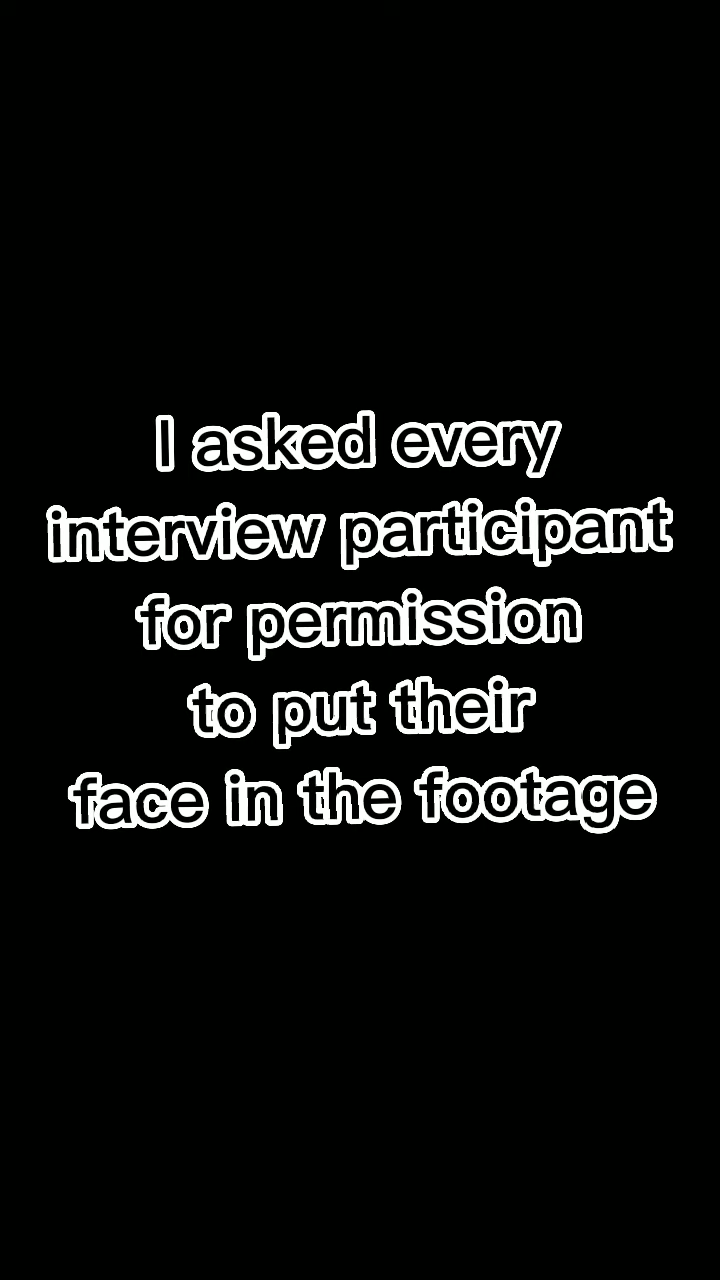 I asked every
interview participant
for permission
to put their
face in the footage